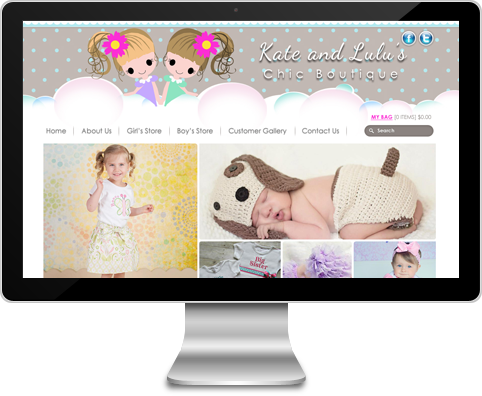 Kate and Lulu's
Chic Boutique
MY BAG [0 ITEMS] $0.00
Home | About Us | Girl's Store | Boy's Store | Customer Gallery | Contact Us
Search
Big
Sister